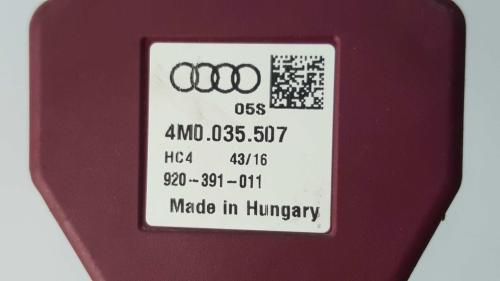 05S
4M0.035.507
HC4 43/16
920-391-011
Made in Hungary